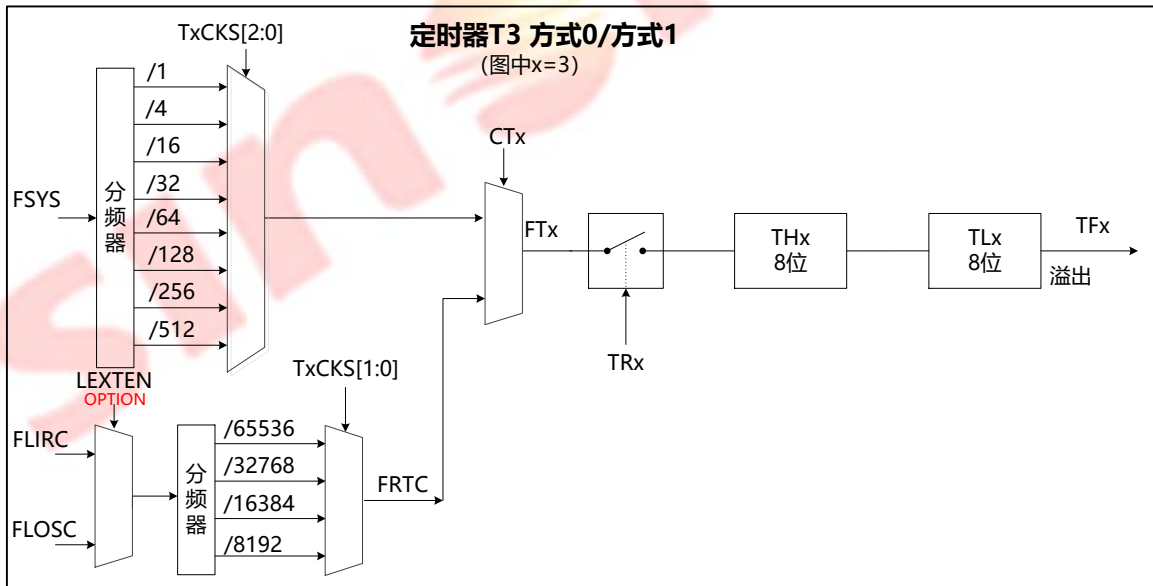 定时器T3 方式0/方式1
(图中x=3)
TxCKS[2:0]
/1
/4
/16
/32
/64
/128
/256
/512
FSYS
分频器
CTx
FTx
TRx
THx
8位
TLx
8位
TFx
溢出
LEXTEN
OPTION
TxCKS[1:0]
FLIRC
FLOSC
分频器
/65536
/32768
/16384
/8192
FRTC
sin